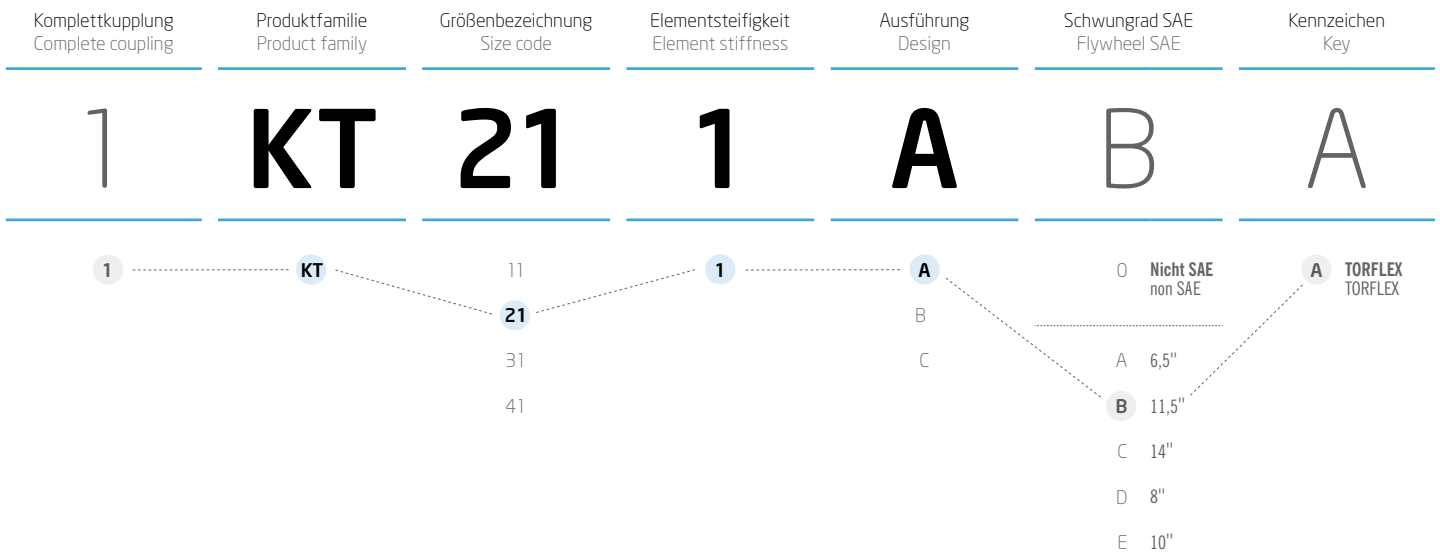 Komplettkupplung Produktfamilie Größenbezeichnung Elementsteifigkeit Ausführung Schwungrad SAE Kennzeichen
Complete coupling Product family Size code Element stiffness Design Flywheel SAE Key
1 KT 21 1 A B A
1 KT 11 1 A 0 Nicht SAE A TORFLEX
non SAE TORFLEX
21 B
31 C A 6,5"
41 B 11,5"
C 14"
D 8"
E 10"